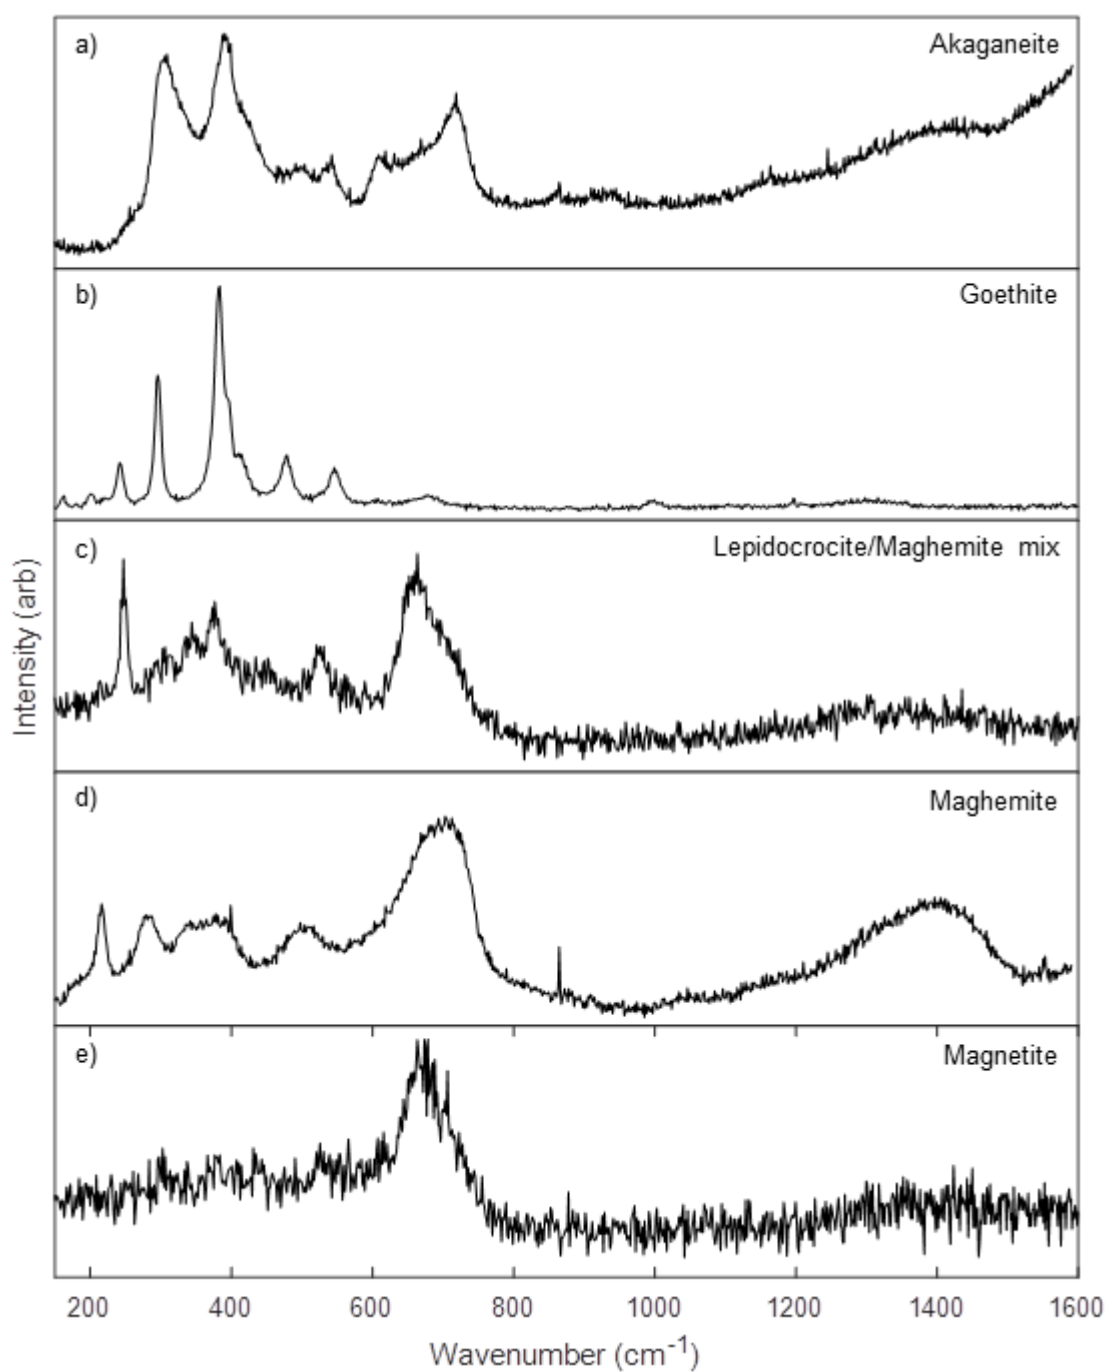 a)
Akaganeite
b)
Goethite
c)
Lepidocrocite/Maghemite mix
d)
Maghemite
e)
Magnetite
Intensity (arb)
200 400 600 800 1000 1200 1400 1600
Wavenumber (cm⁻¹)